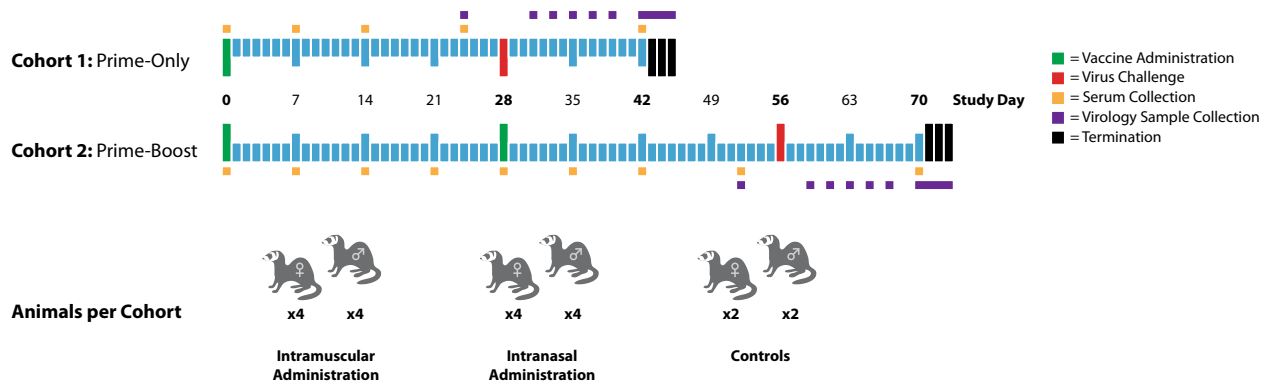 Cohort 1: Prime-Only
0 7 14 21 28 35 42 49 56 63 70 Study Day
Cohort 2: Prime-Boost
= Vaccine Administration
= Virus Challenge
= Serum Collection
= Virology Sample Collection
= Termination
♀ ♂ ♀ ♂ ♀ ♂
Animals per Cohort
x4 x4 x4 x4 x2 x2
Intramuscular
Administration
Intranasal
Administration
Controls